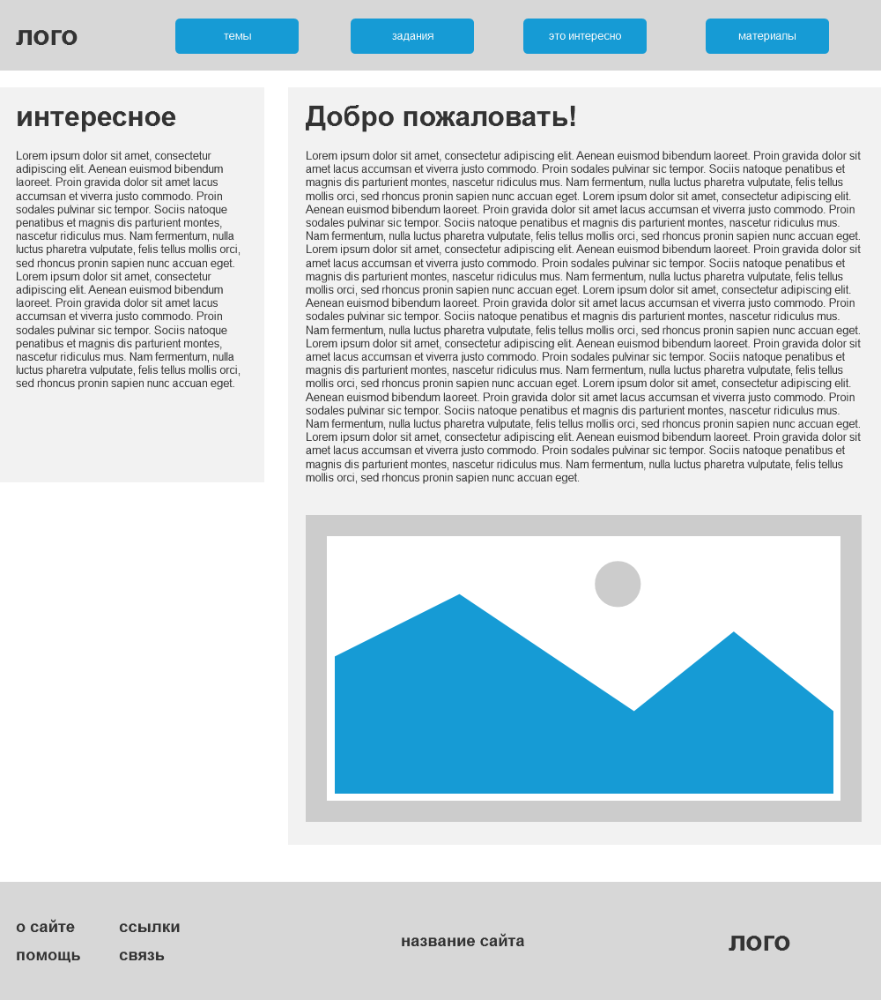 лого
темы
задания
это интересно
материалы
интересное
Lorem ipsum dolor sit amet, consectetur
adipiscing elit. Aenean euismod bibendum
laoreet. Proin gravida dolor sit amet lacus
accumsan et viverra justo commodo. Proin
sodales pulvinar sic tempor. Sociis natoque
penatibus et magnis dis parturient montes,
nascetur ridiculus mus. Nam fermentum, nulla
luctus pharetra vulputate, felis tellus mollis orci,
sed rhoncus pronin sapien nunc accuan eget.
Lorem ipsum dolor sit amet, consectetur
adipiscing elit. Aenean euismod bibendum
laoreet. Proin gravida dolor sit amet lacus
accumsan et viverra justo commodo. Proin
sodales pulvinar sic tempor. Sociis natoque
penatibus et magnis dis parturient montes,
nascetur ridiculus mus. Nam fermentum, nulla
luctus pharetra vulputate, felis tellus mollis orci,
sed rhoncus pronin sapien nunc accuan eget.
Добро пожаловать!
Lorem ipsum dolor sit amet, consectetur adipiscing elit. Aenean euismod bibendum laoreet. Proin gravida dolor sit
amet lacus accumsan et viverra justo commodo. Proin sodales pulvinar sic tempor. Sociis natoque penatibus et
magnis dis parturient montes, nascetur ridiculus mus. Nam fermentum, nulla luctus pharetra vulputate, felis tellus
mollis orci, sed rhoncus pronin sapien nunc accuan eget. Lorem ipsum dolor sit amet, consectetur adipiscing elit.
Aenean euismod bibendum laoreet. Proin gravida dolor sit amet lacus accumsan et viverra justo commodo. Proin
sodales pulvinar sic tempor. Sociis natoque penatibus et magnis dis parturient montes, nascetur ridiculus mus.
Nam fermentum, nulla luctus pharetra vulputate, felis tellus mollis orci, sed rhoncus pronin sapien nunc accuan eget.
Lorem ipsum dolor sit amet, consectetur adipiscing elit. Aenean euismod bibendum laoreet. Proin gravida dolor sit
amet lacus accumsan et viverra justo commodo. Proin sodales pulvinar sic tempor. Sociis natoque penatibus et
magnis dis parturient montes, nascetur ridiculus mus. Nam fermentum, nulla luctus pharetra vulputate, felis tellus
mollis orci, sed rhoncus pronin sapien nunc accuan eget. Lorem ipsum dolor sit amet, consectetur adipiscing elit.
Aenean euismod bibendum laoreet. Proin gravida dolor sit amet lacus accumsan et viverra justo commodo. Proin
sodales pulvinar sic tempor. Sociis natoque penatibus et magnis dis parturient montes, nascetur ridiculus mus.
Nam fermentum, nulla luctus pharetra vulputate, felis tellus mollis orci, sed rhoncus pronin sapien nunc accuan eget.
Lorem ipsum dolor sit amet, consectetur adipiscing elit. Aenean euismod bibendum laoreet. Proin gravida dolor sit
amet lacus accumsan et viverra justo commodo. Proin sodales pulvinar sic tempor. Sociis natoque penatibus et
magnis dis parturient montes, nascetur ridiculus mus. Nam fermentum, nulla luctus pharetra vulputate, felis tellus
mollis orci, sed rhoncus pronin sapien nunc accuan eget. Lorem ipsum dolor sit amet, consectetur adipiscing elit.
Aenean euismod bibendum laoreet. Proin gravida dolor sit amet lacus accumsan et viverra justo commodo. Proin
sodales pulvinar sic tempor. Sociis natoque penatibus et magnis dis parturient montes, nascetur ridiculus mus.
Nam fermentum, nulla luctus pharetra vulputate, felis tellus mollis orci, sed rhoncus pronin sapien nunc accuan eget.
Lorem ipsum dolor sit amet, consectetur adipiscing elit. Aenean euismod bibendum laoreet. Proin gravida dolor sit
amet lacus accumsan et viverra justo commodo. Proin sodales pulvinar sic tempor. Sociis natoque penatibus et
magnis dis parturient montes, nascetur ridiculus mus. Nam fermentum, nulla luctus pharetra vulputate, felis tellus
mollis orci, sed rhoncus pronin sapien nunc accuan eget.
о сайте
ссылки
помощь
связь
название сайта
лого